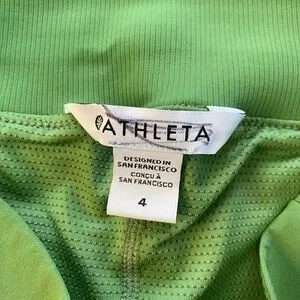 ATHLETA
DESIGNED IN
SAN FRANCISCO
CONÇU À
SAN FRANCISCO
4